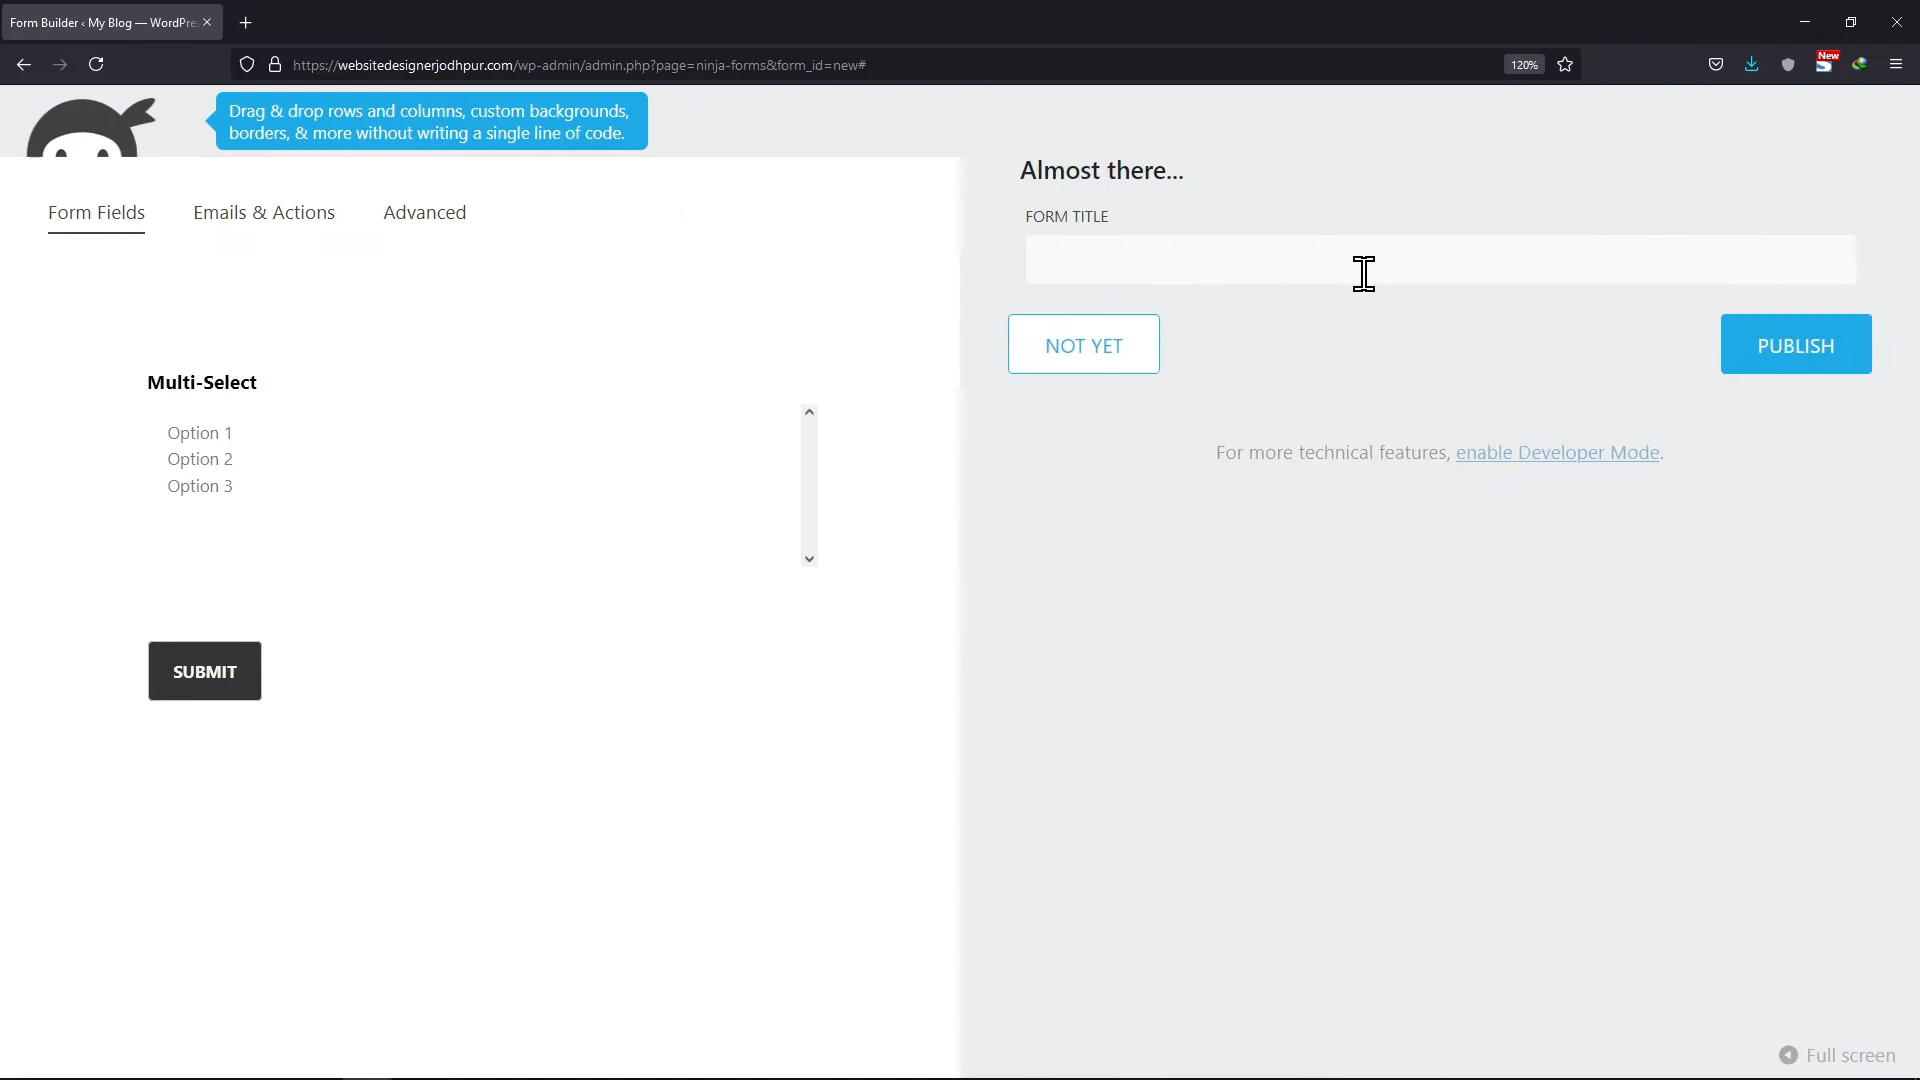 Form Builder ‹ My Blog — WordPre
https://websitedesignerjodhpur.com/wp-admin/admin.php?page=ninja-forms&form_id=new#
120%
New
Drag & drop rows and columns, custom backgrounds,
borders, & more without writing a single line of code.
Almost there...
Form Fields
Emails & Actions
Advanced
FORM TITLE
NOT YET
PUBLISH
Multi-Select
Option 1
Option 2
Option 3
For more technical features, enable Developer Mode.
SUBMIT
Full screen